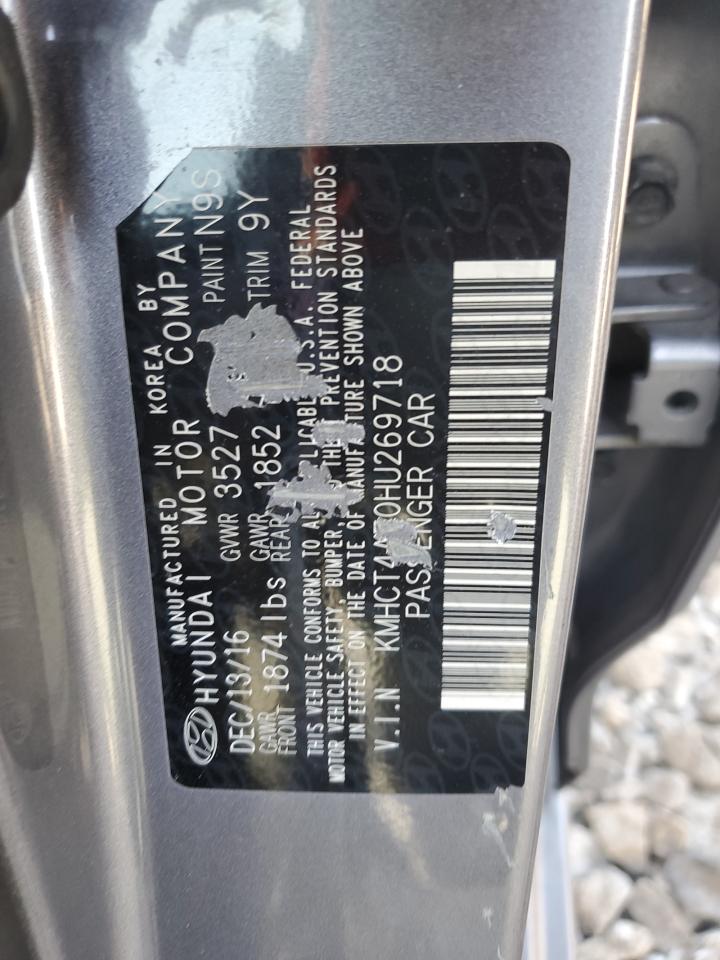 MANUFACTURED IN KOREA BY
HYUNDAI MOTOR COMPANY
DEC/13/16 GVWR 3527 PAINT N9S
GAWR FRONT 1874 lbs GAWR REAR 1852 TRIM 9Y
THIS VEHICLE CONFORMS TO U.S.A. FEDERAL
MOTOR VEHICLE SAFETY, BUMPER, THE PREVENTION STANDARDS
IN EFFECT ON THE DATE OF SHOWN ABOVE
V.I.N KMHCT4 0HU269718
CAR